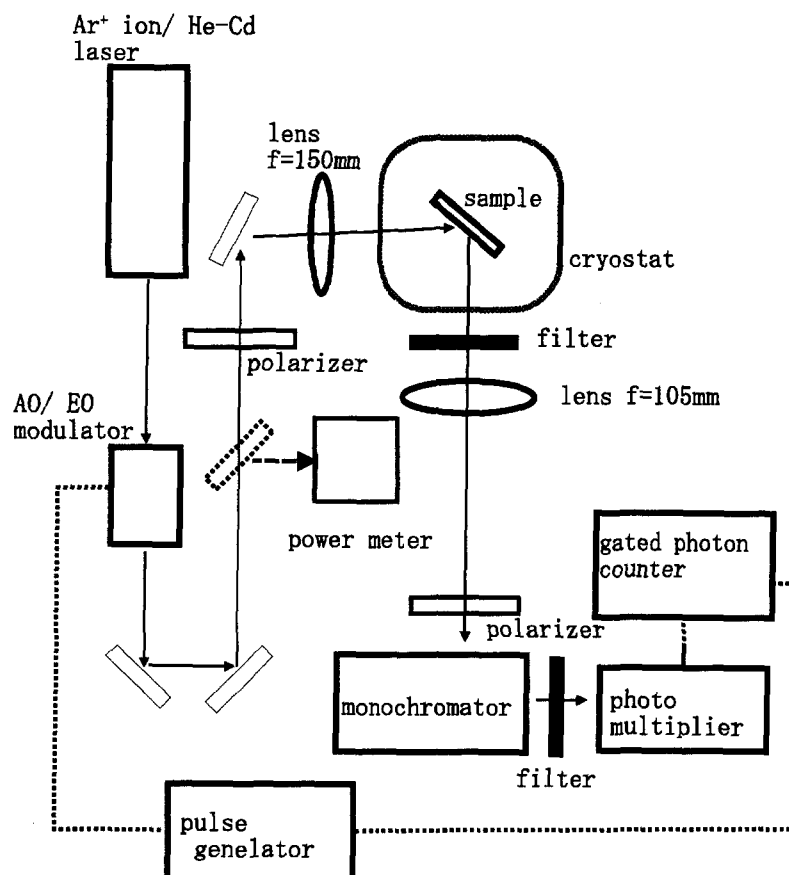 Ar⁺ ion/ He-Cd
laser
lens
f=150mm
sample
cryostat
filter
polarizer
lens f=105mm
AO/ EO
modulator
power meter
gated photon
counter
polarizer
monochromator
photo
multiplier
filter
pulse
genelator